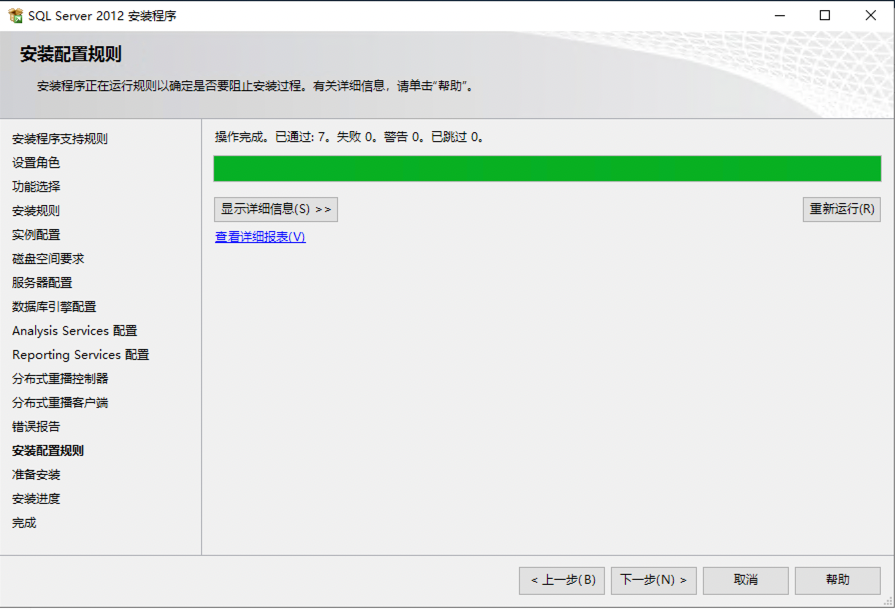 SQL Server 2012 安装程序
安装配置规则
安装程序正在运行规则以确定是否要阻止安装过程。有关详细信息，请单击“帮助”。
安装程序支持规则
设置角色
功能选择
安装规则
实例配置
磁盘空间要求
服务器配置
数据库引擎配置
Analysis Services 配置
Reporting Services 配置
分布式重播控制器
分布式重播客户端
错误报告
安装配置规则
准备安装
安装进度
完成
操作完成。已通过: 7。失败 0。警告 0。已跳过 0。
显示详细信息(S) >>
重新运行(R)
查看详细报表(V)
< 上一步(B)
下一步(N) >
取消
帮助